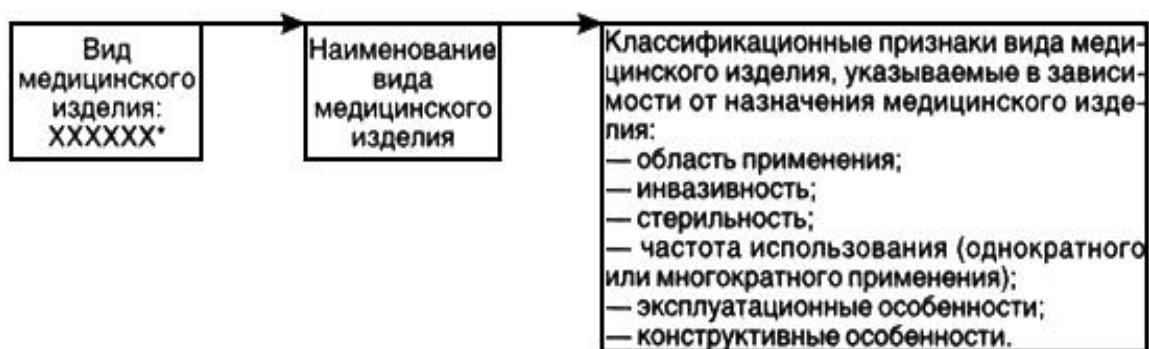 Вид
медицинского
изделия:
XXXXXX*
Наименование
вида
медицинского
изделия
Классификационные признаки вида меди-
цинского изделия, указываемые в зависи-
мости от назначения медицинского изде-
лия:
— область применения;
— инвазивность;
— стерильность;
— частота использования (однократного
или многократного применения);
— эксплуатационные особенности;
— конструктивные особенности.